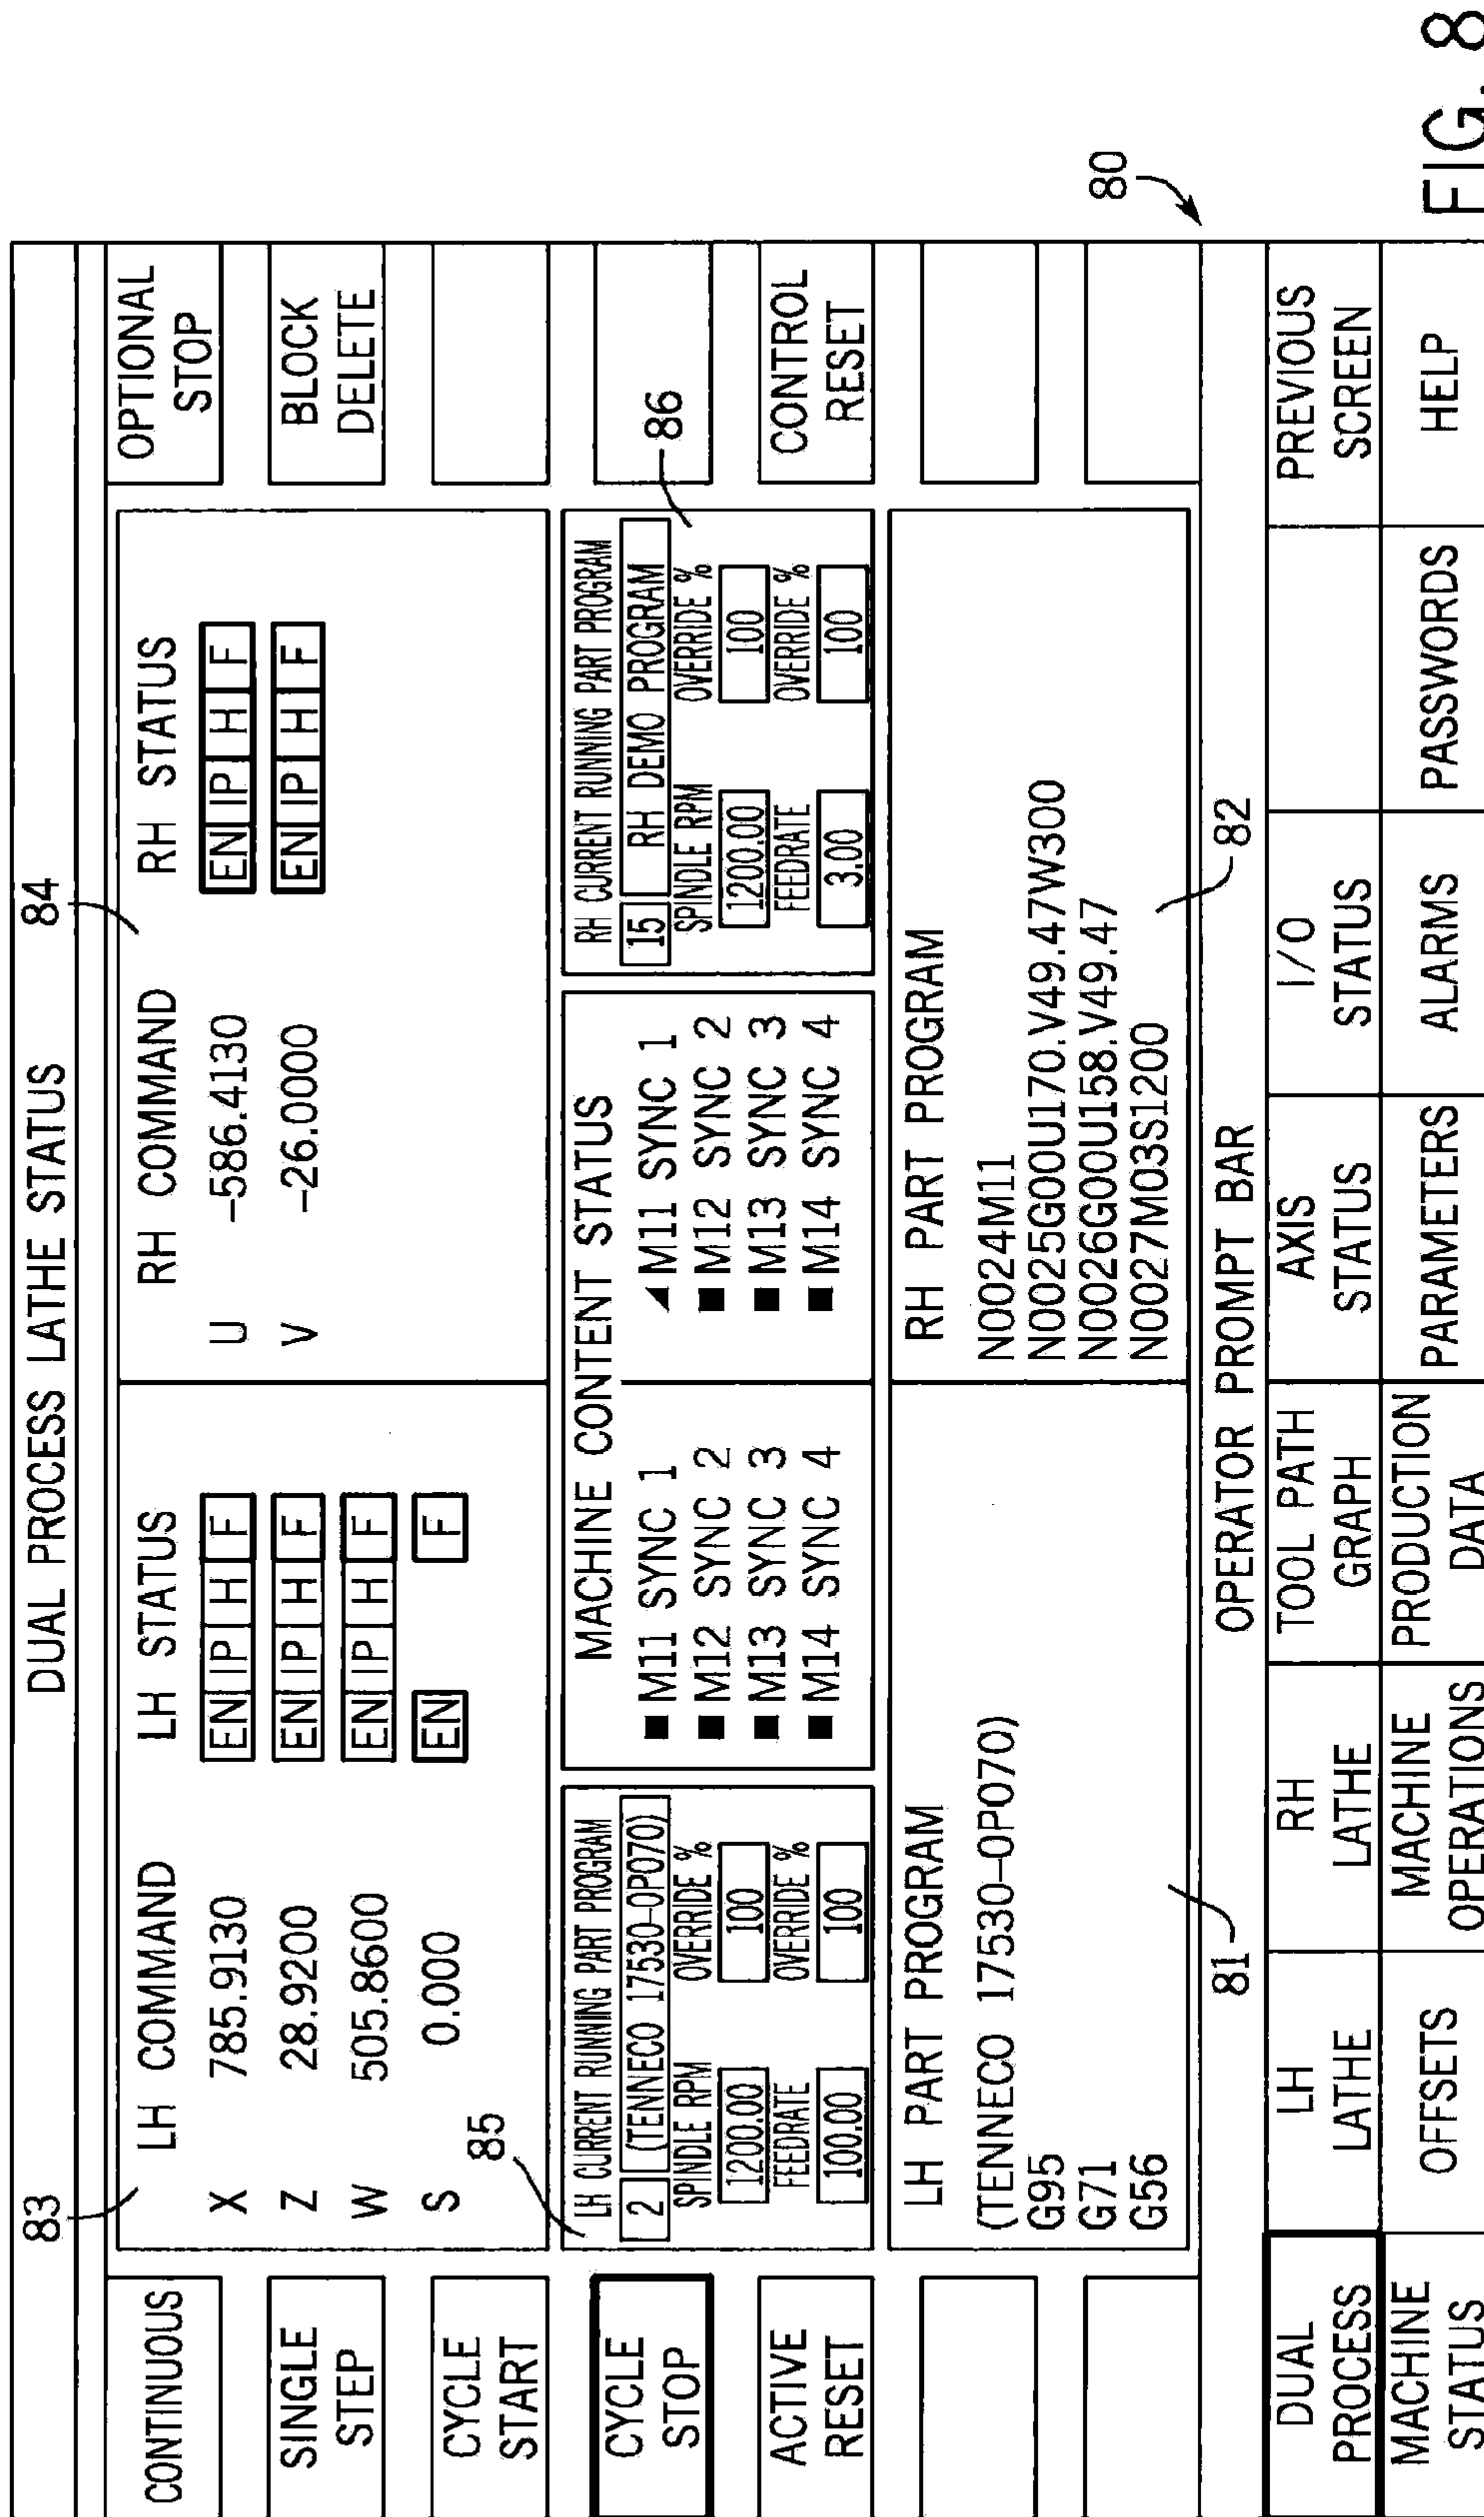 DUAL PROCESS LATHE STATUS
83
84
CONTINUOUS
SINGLE
STEP
CYCLE
START
CYCLE
STOP
ACTIVE
RESET
LH COMMAND LH STATUS
X 785.9130 EN IP H F
Z 28.9200 EN IP H F
W 505.8600 EN IP H F
S 0.000 EN F
RH COMMAND RH STATUS
U -586.4130 EN IP H F
V -26.0000 EN IP H F
OPTIONAL
STOP
BLOCK
DELETE
CONTROL
RESET
85
LH CURRENT RUNNING PART PROGRAM
2 (TENNECO 17530-OP070)
SPINDLE RPM OVERRIDE %
1200.00 100
FEEDRATE OVERRIDE %
100.00 100
MACHINE CONTENT STATUS
■ M11 SYNC 1
■ M12 SYNC 2
■ M13 SYNC 3
■ M14 SYNC 4
M11 SYNC 1
■ M12 SYNC 2
■ M13 SYNC 3
■ M14 SYNC 4
86
RH CURRENT RUNNING PART PROGRAM
15 RH DEMO PROGRAM
SPINDLE RPM OVERRIDE %
1200.00 100
FEEDRATE OVERRIDE %
3.00 100
LH PART PROGRAM
(TENNECO 17530-OP070)
G95
G71
G56
RH PART PROGRAM
N0024M11
N0025G00U170.V49.47W300
N0026G00U158.V49.47
N0027M03S1200
81
82
80
OPERATOR PROMPT BAR
DUAL
PROCESS
LH
LATHE
RH
LATHE
TOOL PATH
GRAPH
AXIS
STATUS
I/O
STATUS
PREVIOUS
SCREEN
MACHINE
STATUS
OFFSETS
MACHINE
OPERATIONS
PRODUCTION
DATA
PARAMETERS
ALARMS
PASSWORDS
HELP
FIG. 8